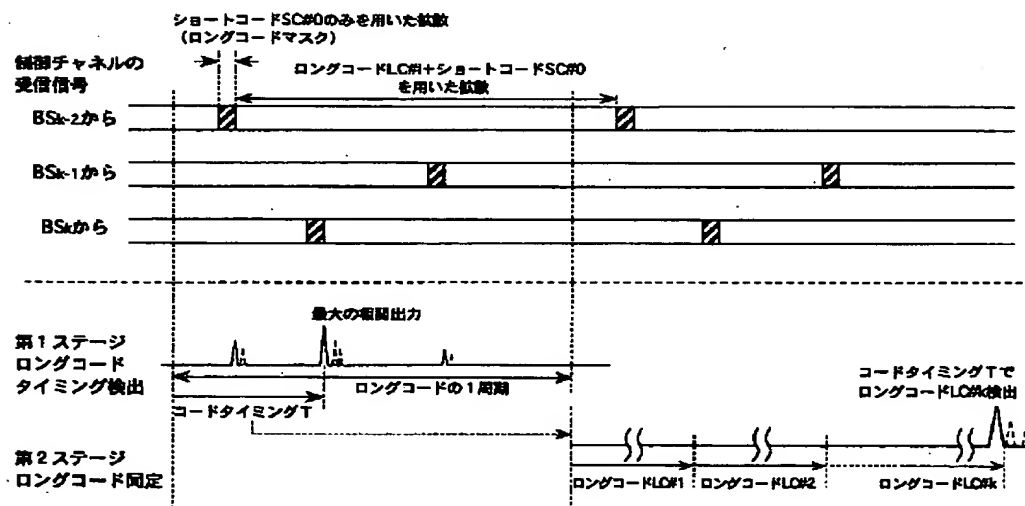 ショートコードSC#0のみを用いた拡散
(ロングコードマスク)
制御チャネルの
受信信号
ロングコードLC#i+ショートコードSC#0
を用いた拡散
BSk-2から
BSk-1から
BSkから
最大の相関出力
第1ステージ
ロングコード
タイミング検出
ロングコードの1周期
コードタイミングTで
ロングコードLC#k検出
コードタイミングT
第2ステージ
ロングコード同定
ロングコードLC#1
ロングコードLC#2
ロングコードLC#k